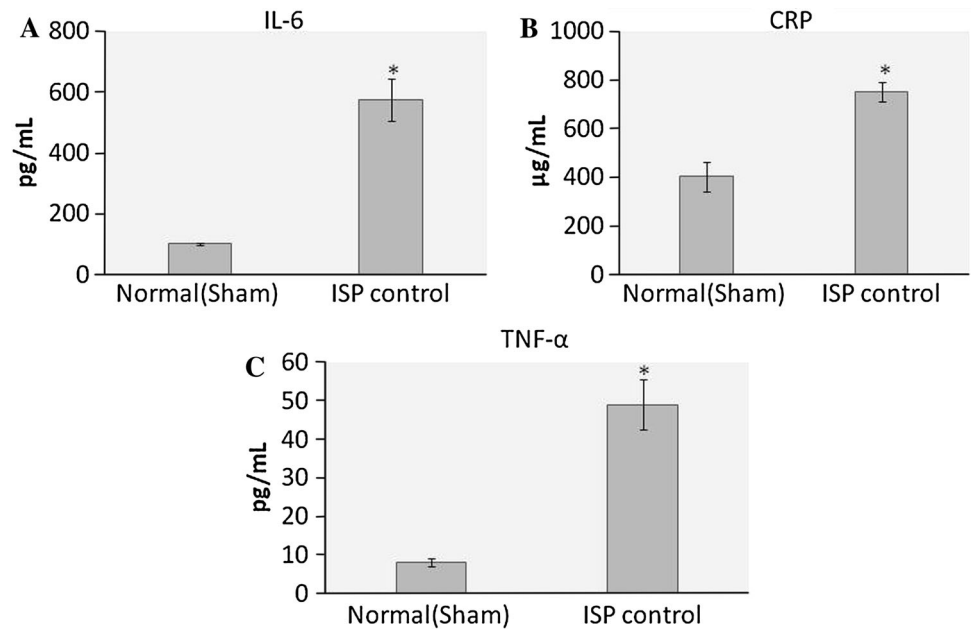 A
IL-6
800
600
400
200
0
pg/mL
*
Normal(Sham) ISP control
B
CRP
1000
800
600
400
200
0
µg/mL
*
Normal(Sham) ISP control
C
TNF-α
60
50
40
30
20
10
0
pg/mL
*
Normal(Sham) ISP control